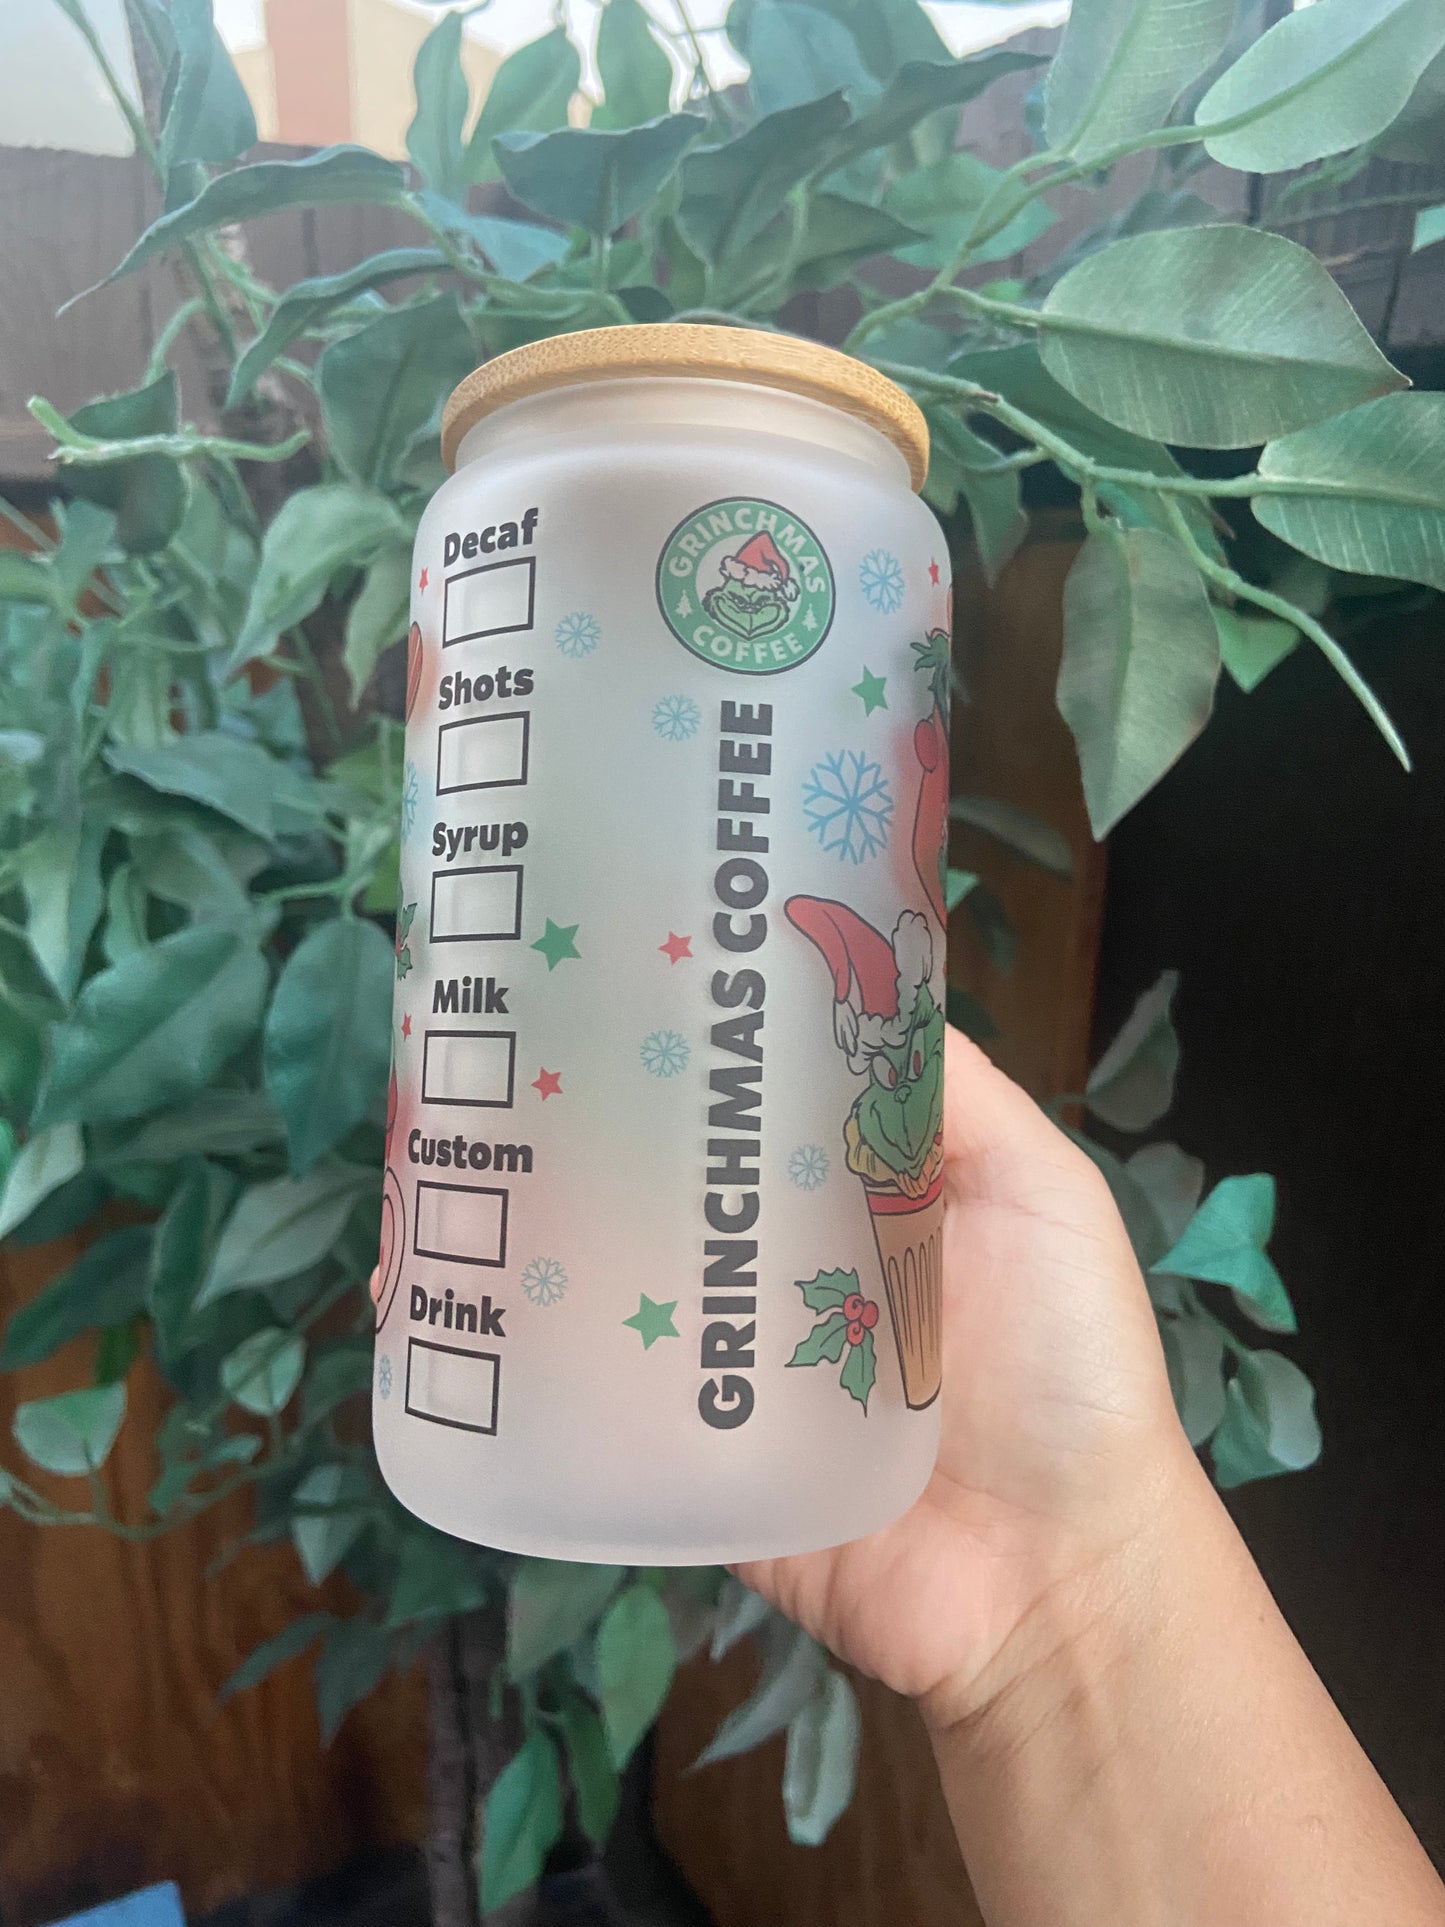 Decaf
Shots
Syrup
Milk
Custom
Drink
GRINCHMAS
COFFEE
GRINCHMAS COFFEE